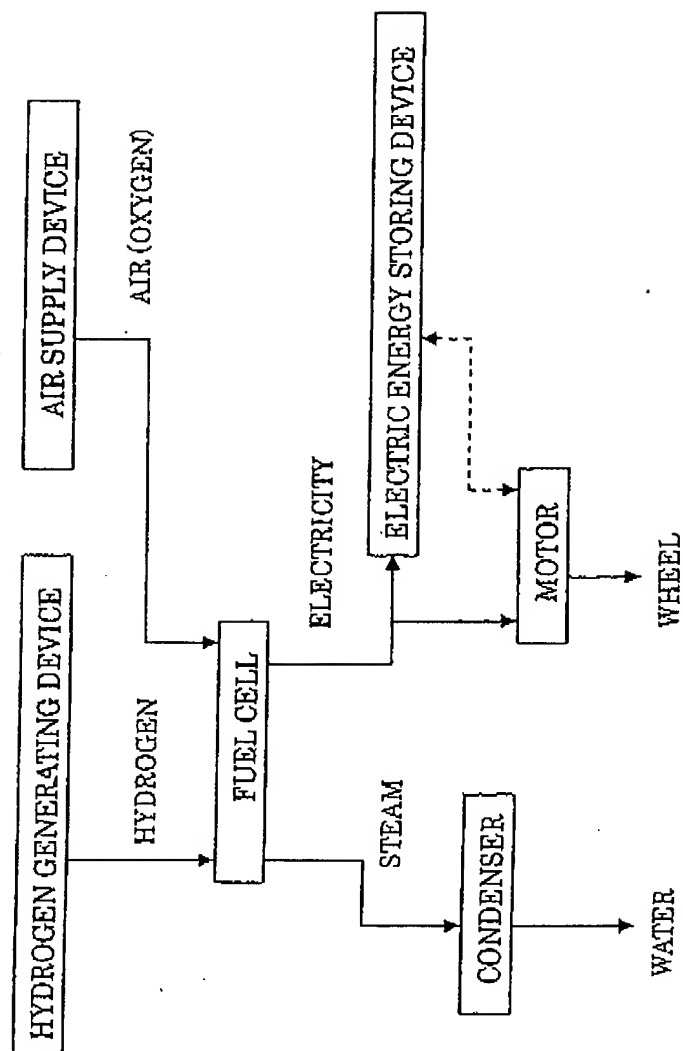 HYDROGEN GENERATING DEVICE
AIR SUPPLY DEVICE
HYDROGEN
AIR (OXYGEN)
FUEL CELL
STEAM
ELECTRICITY
ELECTRIC ENERGY STORING DEVICE
CONDENSER
MOTOR
WATER
WHEEL